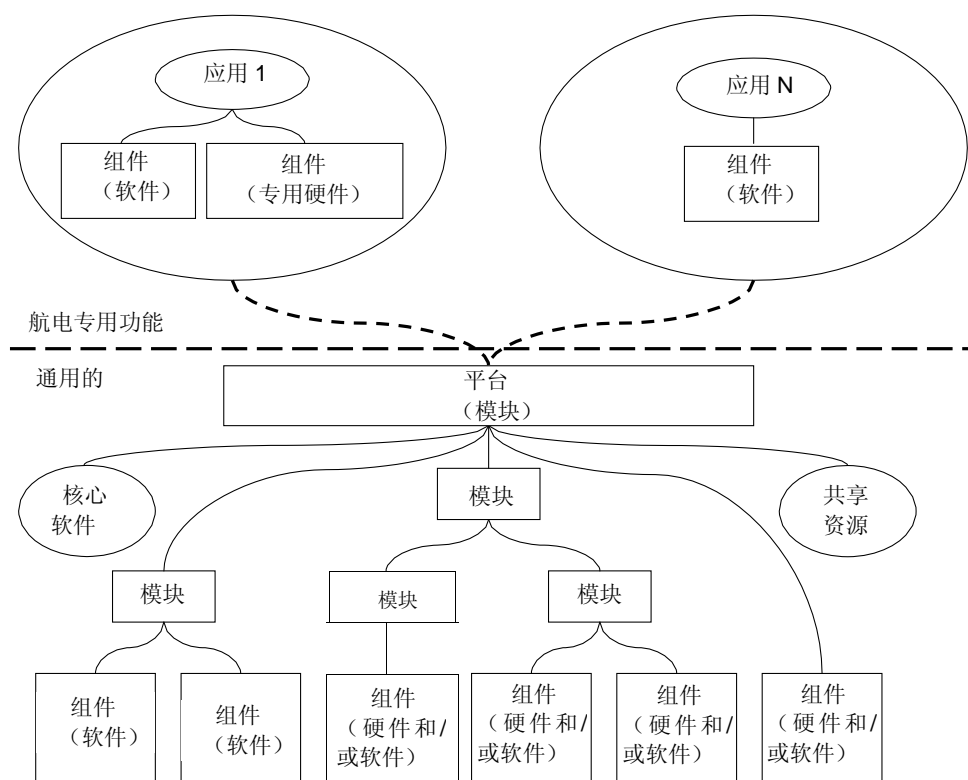 应用 1
组件
（软件）
组件
（专用硬件）
应用 N
组件
（软件）
航电专用功能
通用的
平台
（模块）
核心
软件
模块
共享
资源
模块
模块
模块
组件
（软件）
组件
（软件）
组件
（硬件和/
或软件）
组件
（硬件和/
或软件）
组件
（硬件和/
或软件）
组件
（硬件和/
或软件）